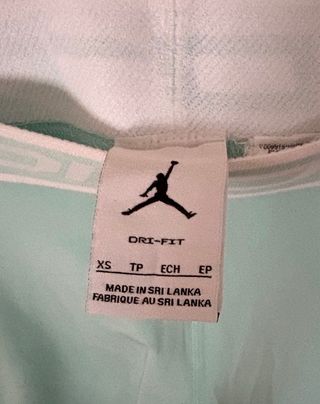 DRI-FIT
XS TP ECH EP
MADE IN SRI LANKA
FABRIQUE AU SRI LANKA